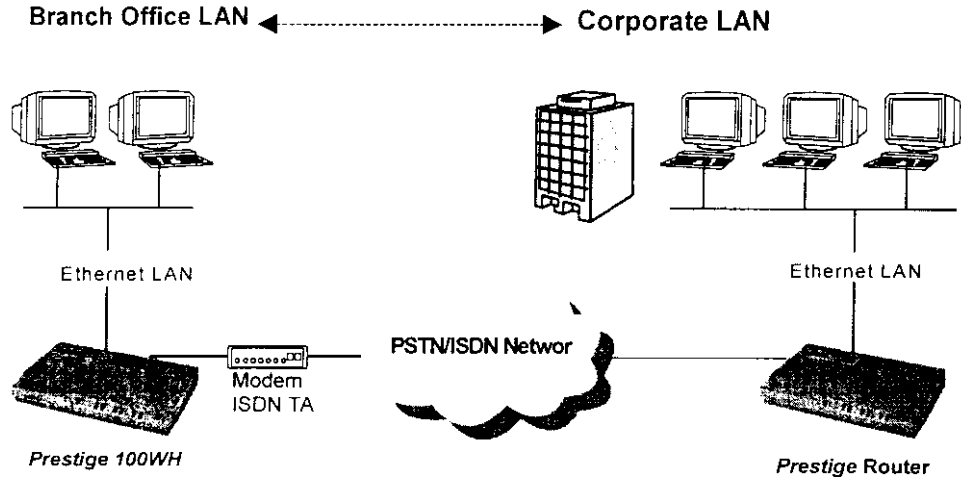 Branch Office LAN
Corporate LAN
Ethernet LAN
Ethernet LAN
PSTN/ISDN Networ
Modem
ISDN TA
Prestige 100WH
Prestige Router